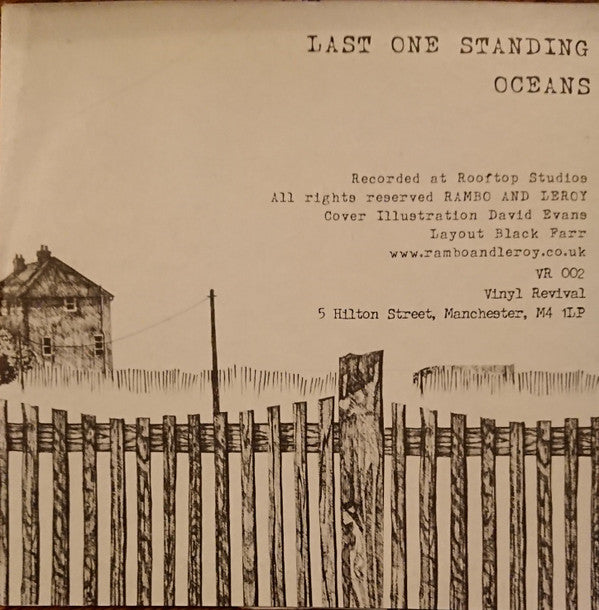 LAST ONE STANDING
OCEANS
Recorded at Rooftop Studios
All rights reserved RAMBO AND LEROY
Cover Illustration David Evans
Layout Black Farr
www.ramboandleroy.co.uk
VR 002
Vinyl Revival
5 Hilton Street, Manchester, M4 1LP